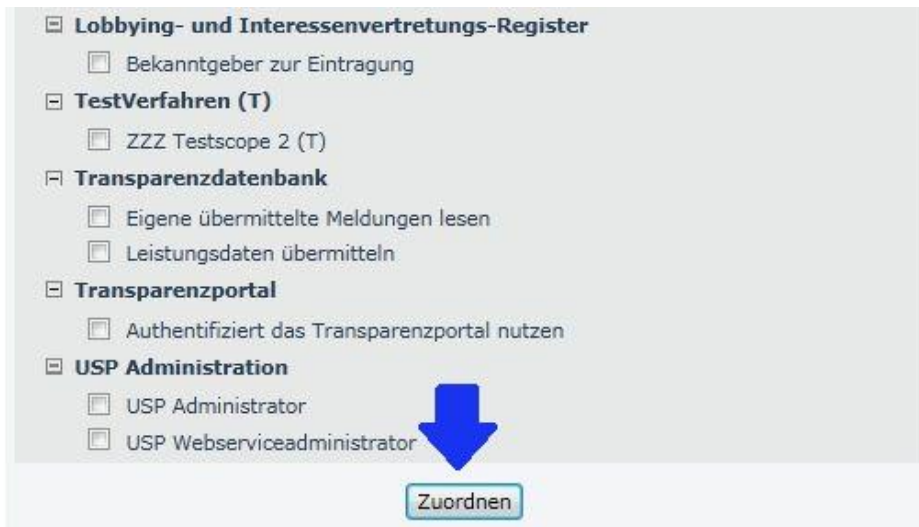 Lobbying- und Interessenvertretungs-Register
Bekanntgeber zur Eintragung
TestVerfahren (T)
ZZZ Testscope 2 (T)
Transparenzdatenbank
Eigene übermittelte Meldungen lesen
Leistungsdaten übermitteln
Transparenzportal
Authentifiziert das Transparenzportal nutzen
USP Administration
USP Administrator
USP Webserviceadministrator
Zuordnen